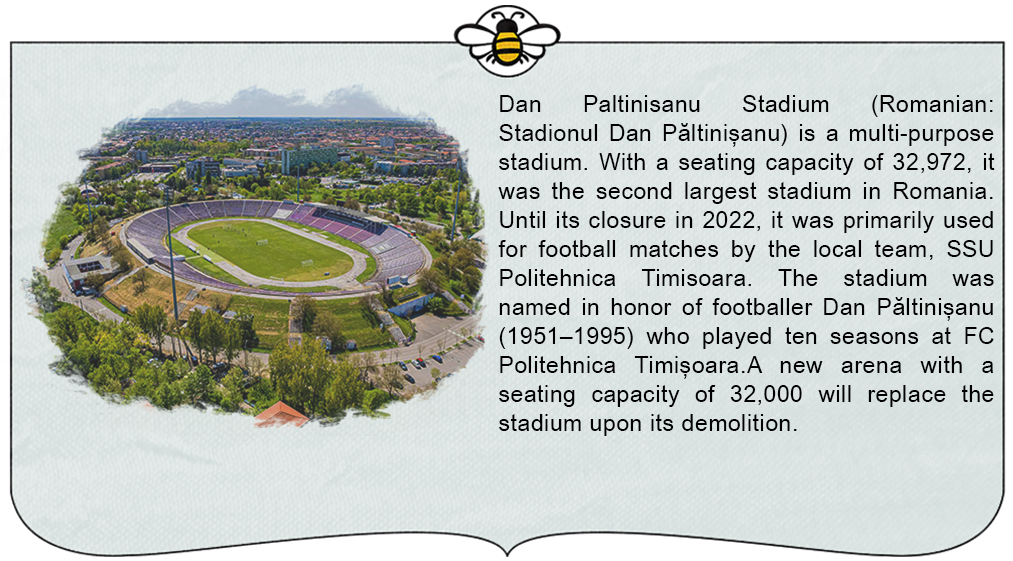 Dan Paltinisanu Stadium (Romanian:
Stadionul Dan Păltinișanu) is a multi-purpose
stadium. With a seating capacity of 32,972, it
was the second largest stadium in Romania.
Until its closure in 2022, it was primarily used
for football matches by the local team, SSU
Politehnica Timisoara. The stadium was
named in honor of footballer Dan Păltinișanu
(1951–1995) who played ten seasons at FC
Politehnica Timișoara.A new arena with a
seating capacity of 32,000 will replace the
stadium upon its demolition.